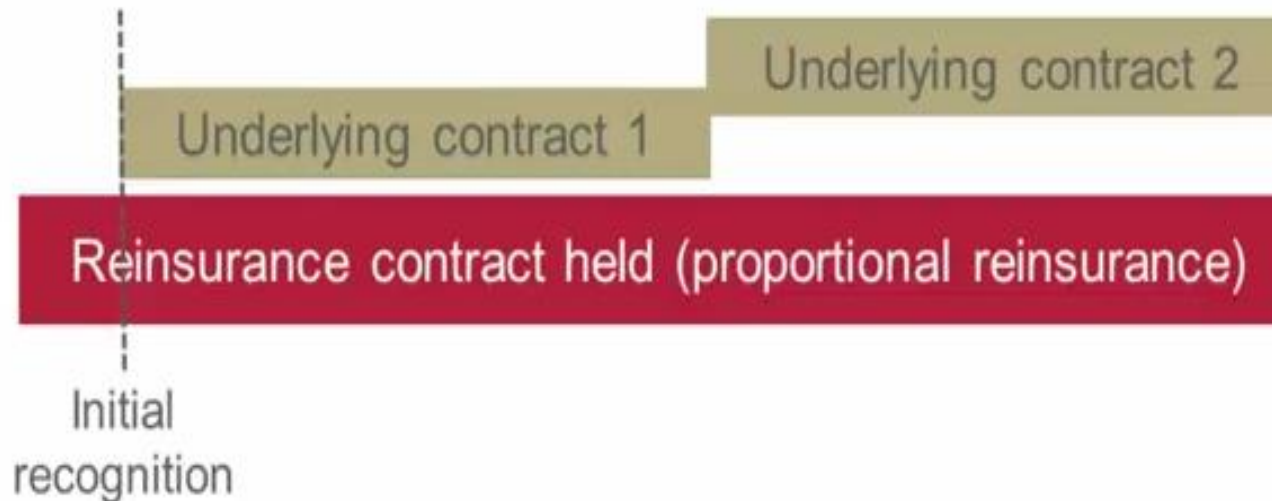 Underlying contract 2
Underlying contract 1
Reinsurance contract held (proportional reinsurance)
Initial
recognition